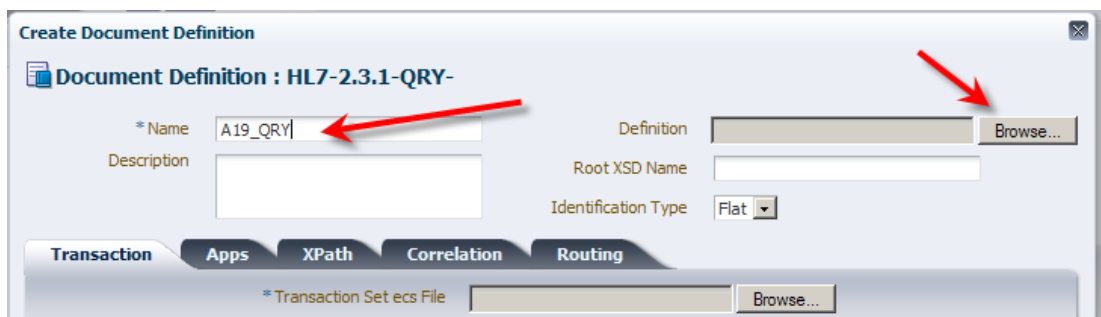 Create Document Definition
Document Definition : HL7-2.3.1-QRY-
* Name A19_QRY Definition Browse...
Description Root XSD Name
Identification Type Flat
Transaction Apps XPath Correlation Routing
* Transaction Set ecs File Browse...